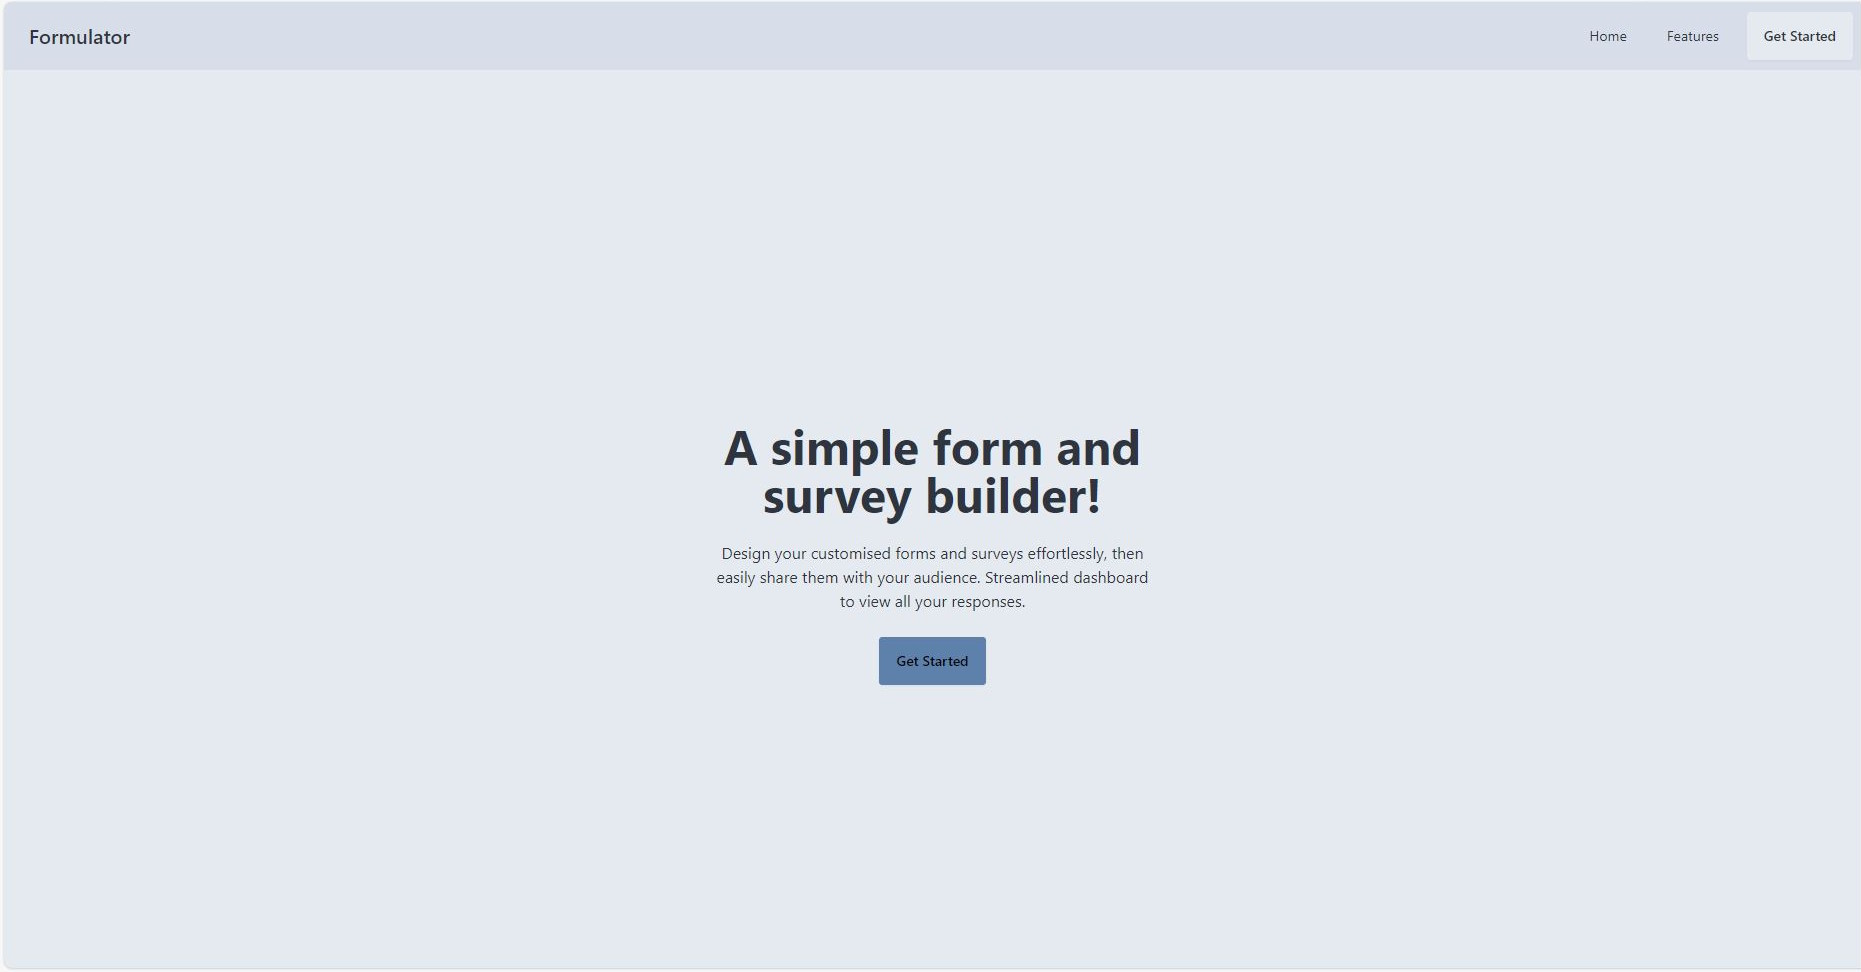 Formulator
Home
Features
Get Started
A simple form and
survey builder!
Design your customised forms and surveys effortlessly, then
easily share them with your audience. Streamlined dashboard
to view all your responses.
Get Started